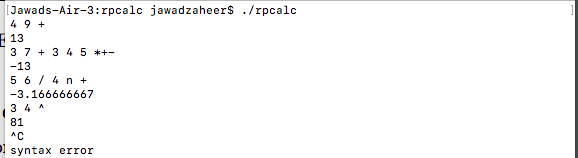 [Jawads-Air-3:rpcalc jawadzaheer$ ./rpcalc ]
4 9 +
13
3 7 + 3 4 5 *+-
-13
5 6 / 4 n +
-3.166666667
3 4 ^
81
^C
syntax error